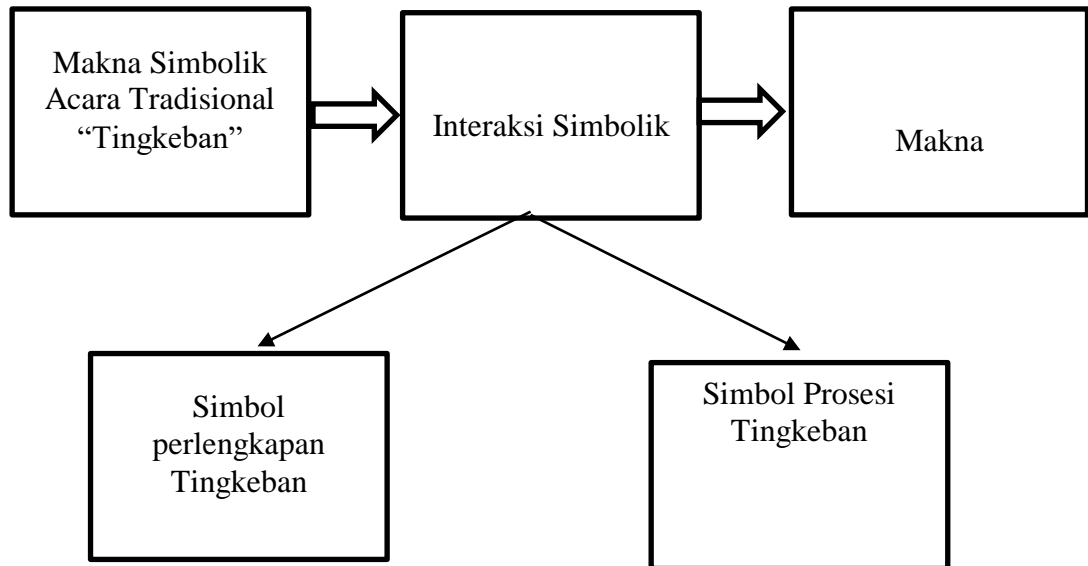 Makna Simbolik
Acara Tradisional
“Tingkeban”
Interaksi Simbolik
Makna
Simbol
perlengkapan
Tingkeban
Simbol Prosesi
Tingkeban